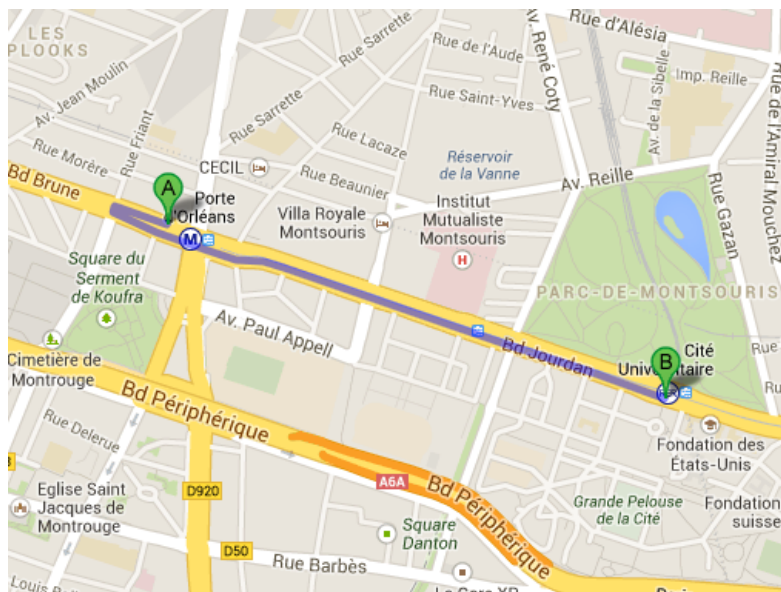 LES
PLOOKS
Rue Sarrette
Rue d'Alésia
Rue de l'Aude
Av. René Coty
Imp. Reille
Av. de la Sibelle
Rue de l'Amiral Mouchez
Av. Jean Moulin
Rue Friant
Rue Sarrette
Rue Saint-Yves
Rue Morère
Rue Lacaze
CECIL
Rue Beaunier
Réservoir
de la Vanne
Av. Reille
Rue Gazan
Bd Brune
A
Porte
d'Orléans
M
Villa Royale
Montsouris
Institut
Mutualiste
Montsouris
H
Square du
Serment
de Koufra
PARC-DE-MONTSOURIS
Av. Paul Appell
Bd Jourdan
B
Cité
Universitaire
Rue
Cimetière de
Montrouge
Bd Périphérique
Rue Delerue
Fondation des
États-Unis
A6A
Bd Périphérique
D920
Eglise Saint
Jacques de
Montrouge
Grande Pelouse
de la Cité
Fondation
suisse
Square
Danton
D50
Rue Barbès